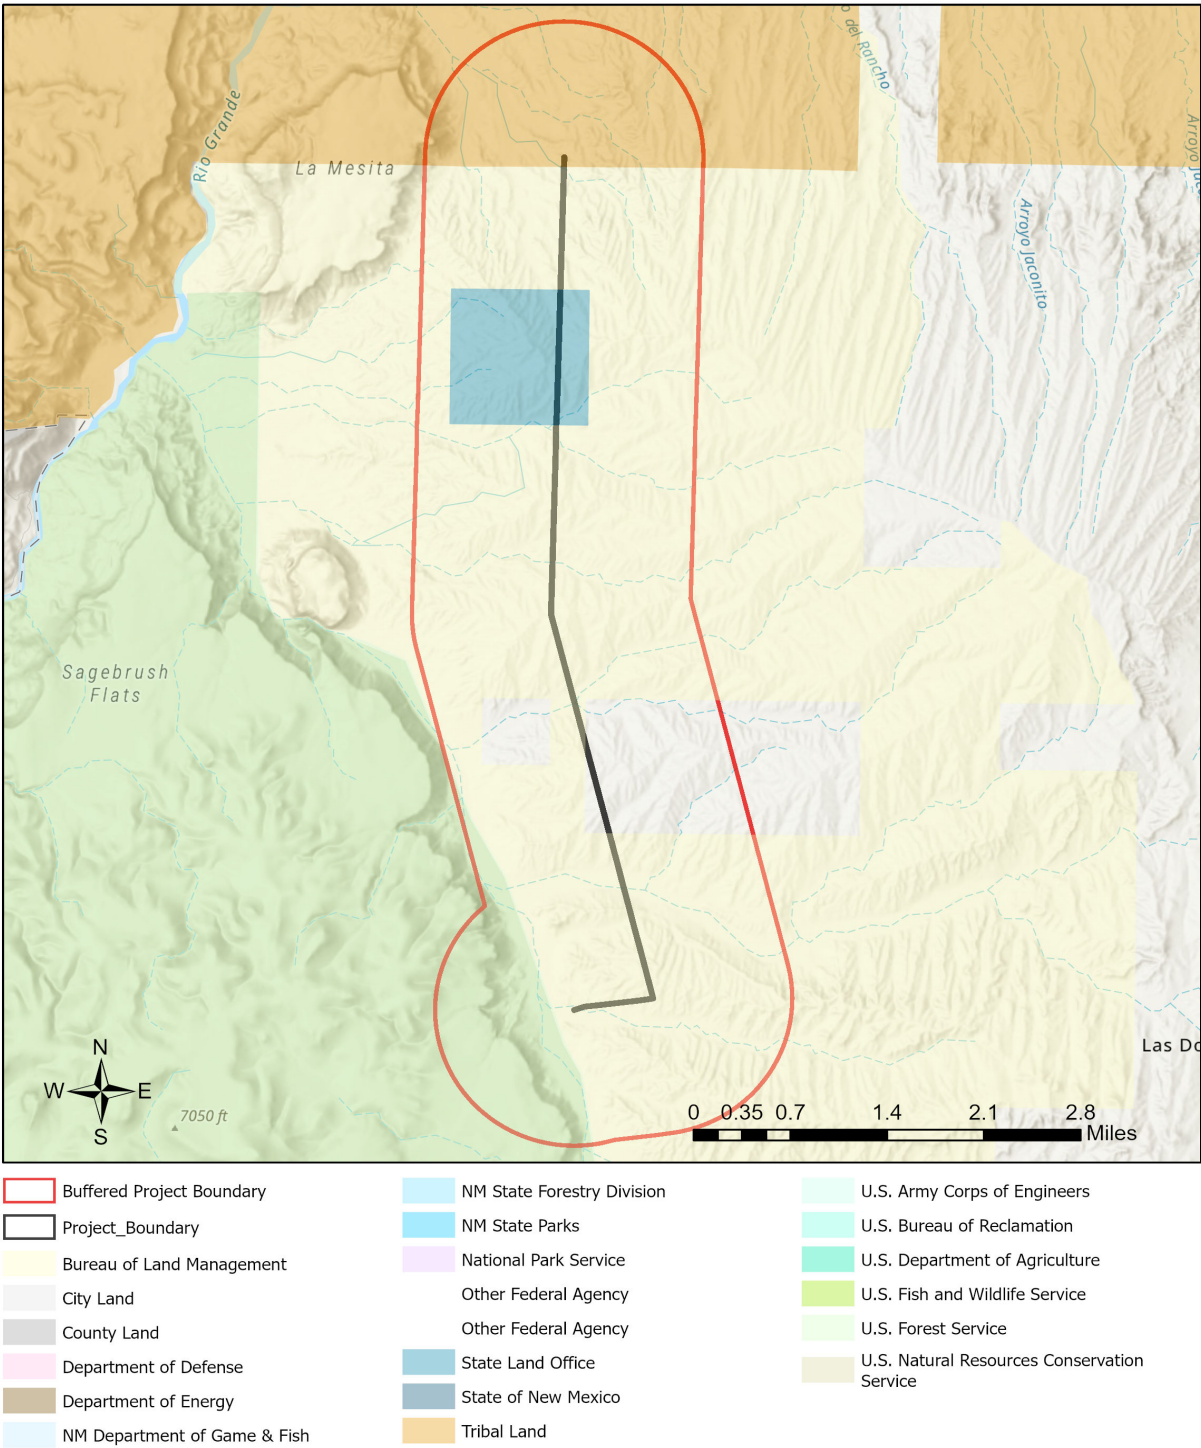 o del Rancho
Rio Grande
La Mesita
Arroyo Jaconito
Arroyo Ja
Sagebrush
Flats
Las Do
N
W E
S
7050 ft
0 0.35 0.7 1.4 2.1 2.8
Miles
Buffered Project Boundary
Project_Boundary
Bureau of Land Management
City Land
County Land
Department of Defense
Department of Energy
NM Department of Game & Fish
NM State Forestry Division
NM State Parks
National Park Service
Other Federal Agency
Other Federal Agency
State Land Office
State of New Mexico
Tribal Land
U.S. Army Corps of Engineers
U.S. Bureau of Reclamation
U.S. Department of Agriculture
U.S. Fish and Wildlife Service
U.S. Forest Service
U.S. Natural Resources Conservation
Service